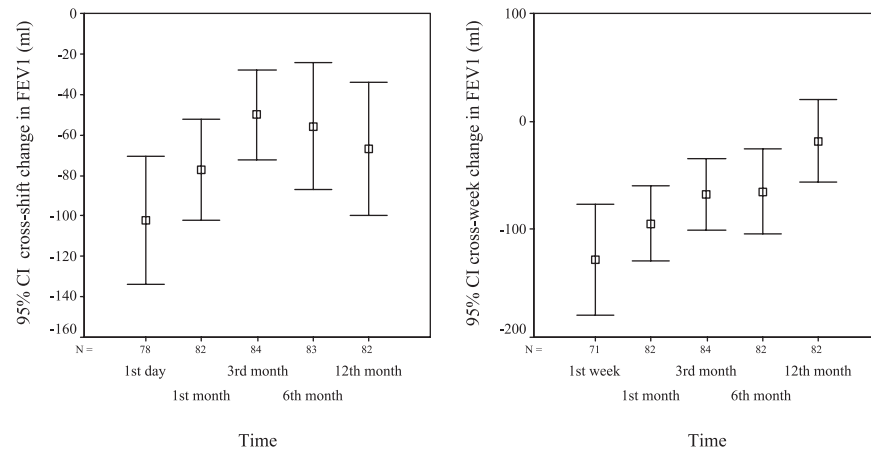 95% CI cross-shift change in FEV1 (ml)
0
-20
-40
-60
-80
-100
-120
-140
-160
N = 78 82 84 83 82
1st day 3rd month 12th month
1st month 6th month
Time
95% CI cross-week change in FEV1 (ml)
100
0
-100
-200
N = 71 82 84 82 82
1st week 3rd month 12th month
1st month 6th month
Time